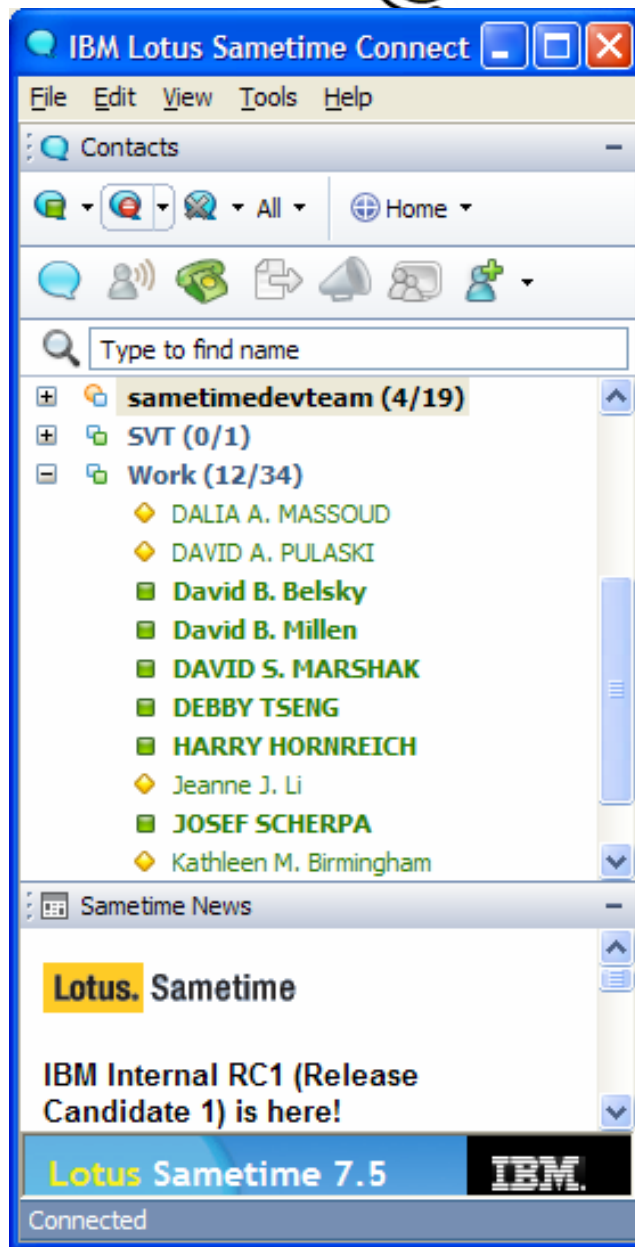 IBM Lotus Sametime Connect
File Edit View Tools Help
Contacts
All Home
Type to find name
sametimedevteam (4/19)
SVT (0/1)
Work (12/34)
DALIA A. MASSOUD
DAVID A. PULASKI
David B. Belsky
David B. Millen
DAVID S. MARSHAK
DEBBY TSENG
HARRY HORNREICH
Jeanne J. Li
JOSEF SCHERPA
Kathleen M. Birmingham
Sametime News
Lotus. Sametime
IBM Internal RC1 (Release
Candidate 1) is here!
Lotus Sametime 7.5 IBM.
Connected